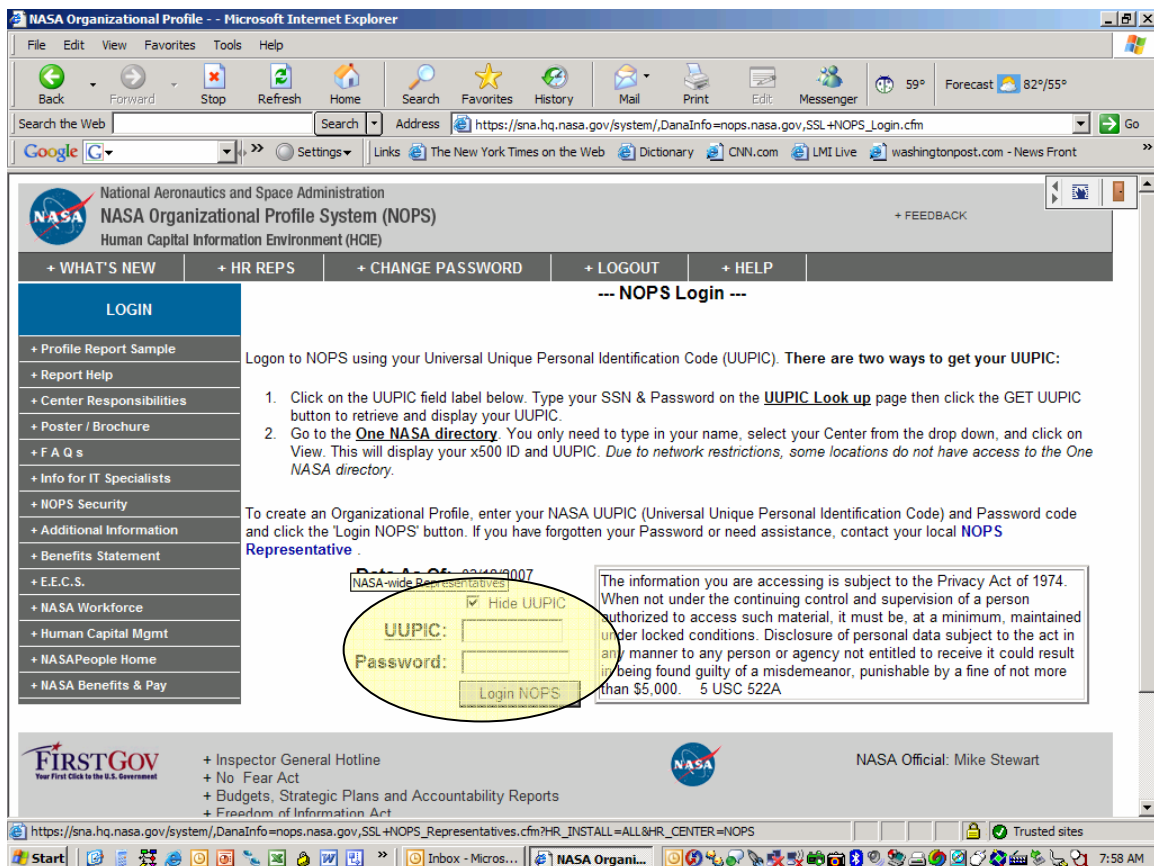 NASA Organizational Profile - - Microsoft Internet Explorer
File Edit View Favorites Tools Help
Back Forward Stop Refresh Home Search Favorites History Mail Print Edit Messenger 59° Forecast 82°/55°
Search the Web Search Address https://sna.hq.nasa.gov/system/,DanaInfo=nops.nasa.gov,SSL+NOPS_Login.cfm Go
Google G Settings Links The New York Times on the Web Dictionary CNN.com LMI Live washingtonpost.com - News Front
National Aeronautics and Space Administration
NASA
NASA Organizational Profile System (NOPS)
+ FEEDBACK
Human Capital Information Environment (HCIE)
+ WHAT'S NEW + HR REPS + CHANGE PASSWORD + LOGOUT + HELP
LOGIN
+ Profile Report Sample
+ Report Help
+ Center Responsibilities
+ Poster / Brochure
+ F A Q s
+ Info for IT Specialists
+ NOPS Security
+ Additional Information
+ Benefits Statement
+ E.E.C.S.
+ NASA Workforce
+ Human Capital Mgmt
+ NASAPeople Home
+ NASA Benefits & Pay
--- NOPS Login ---
Logon to NOPS using your Universal Unique Personal Identification Code (UUPIC). There are two ways to get your UUPIC:
1. Click on the UUPIC field label below. Type your SSN & Password on the UUPIC Look up page then click the GET UUPIC
button to retrieve and display your UUPIC.
2. Go to the One NASA directory. You only need to type in your name, select your Center from the drop down, and click on
View. This will display your x500 ID and UUPIC. Due to network restrictions, some locations do not have access to the One
NASA directory.
To create an Organizational Profile, enter your NASA UUPIC (Universal Unique Personal Identification Code) and Password code
and click the 'Login NOPS' button. If you have forgotten your Password or need assistance, contact your local NOPS
Representative .
Data As Of:
NASA-wide Representatives
Hide UUPIC
UUPIC:
Password:
Login NOPS
The information you are accessing is subject to the Privacy Act of 1974.
When not under the continuing control and supervision of a person
authorized to access such material, it must be, at a minimum, maintained
under locked conditions. Disclosure of personal data subject to the act in
any manner to any person or agency not entitled to receive it could result
in being found guilty of a misdemeanor, punishable by a fine of not more
than $5,000. 5 USC 522A
FIRSTGOV
Your First Click to the U.S. Government
+ Inspector General Hotline
+ No Fear Act
+ Budgets, Strategic Plans and Accountability Reports
+ Freedom of Information Act
NASA
NASA Official: Mike Stewart
https://sna.hq.nasa.gov/system/,DanaInfo=nops.nasa.gov,SSL+NOPS_Representatives.cfm?HR_INSTALL=ALL&HR_CENTER=NOPS Trusted sites
Start Inbox - Micros... NASA Organi... 7:58 AM